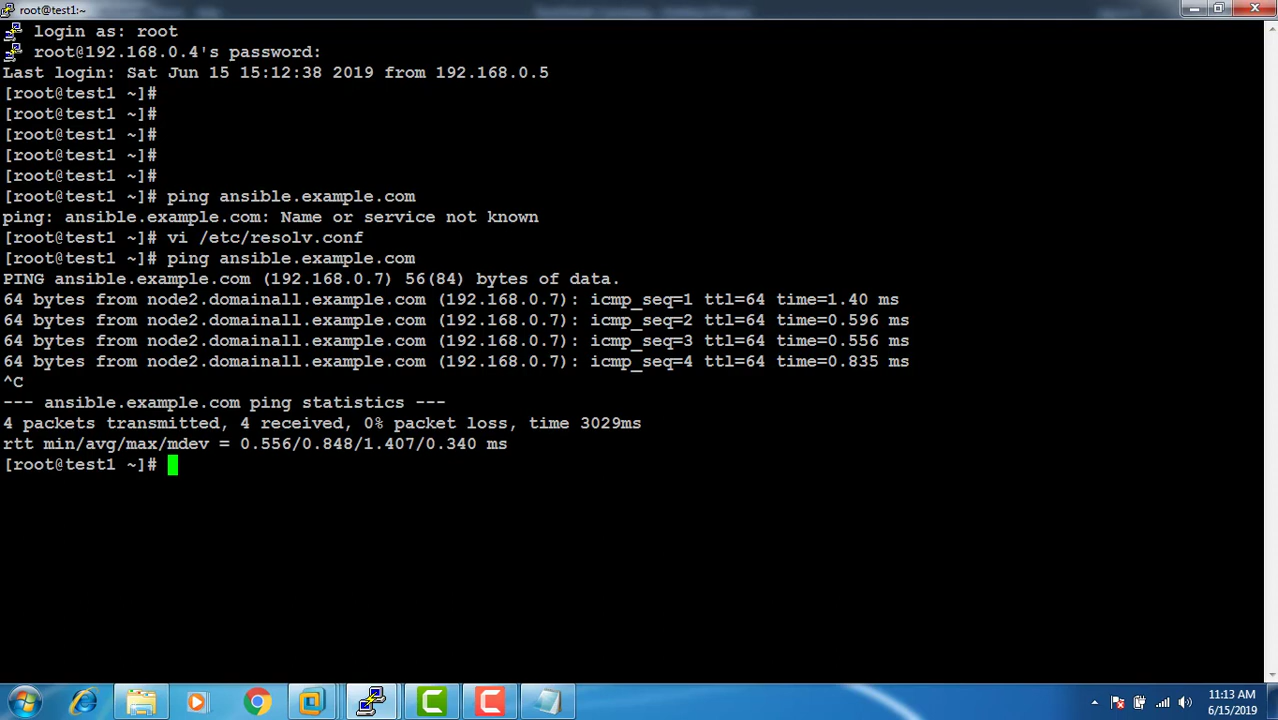 root@test1:~
login as: root
root@192.168.0.4's password:
Last login: Sat Jun 15 15:12:38 2019 from 192.168.0.5
[root@test1 ~]#
[root@test1 ~]#
[root@test1 ~]#
[root@test1 ~]#
[root@test1 ~]#
[root@test1 ~]# ping ansible.example.com
ping: ansible.example.com: Name or service not known
[root@test1 ~]# vi /etc/resolv.conf
[root@test1 ~]# ping ansible.example.com
PING ansible.example.com (192.168.0.7) 56(84) bytes of data.
64 bytes from node2.domainall.example.com (192.168.0.7): icmp_seq=1 ttl=64 time=1.40 ms
64 bytes from node2.domainall.example.com (192.168.0.7): icmp_seq=2 ttl=64 time=0.596 ms
64 bytes from node2.domainall.example.com (192.168.0.7): icmp_seq=3 ttl=64 time=0.556 ms
64 bytes from node2.domainall.example.com (192.168.0.7): icmp_seq=4 ttl=64 time=0.835 ms
^C
--- ansible.example.com ping statistics ---
4 packets transmitted, 4 received, 0% packet loss, time 3029ms
rtt min/avg/max/mdev = 0.556/0.848/1.407/0.340 ms
[root@test1 ~]#
11:13 AM
6/15/2019